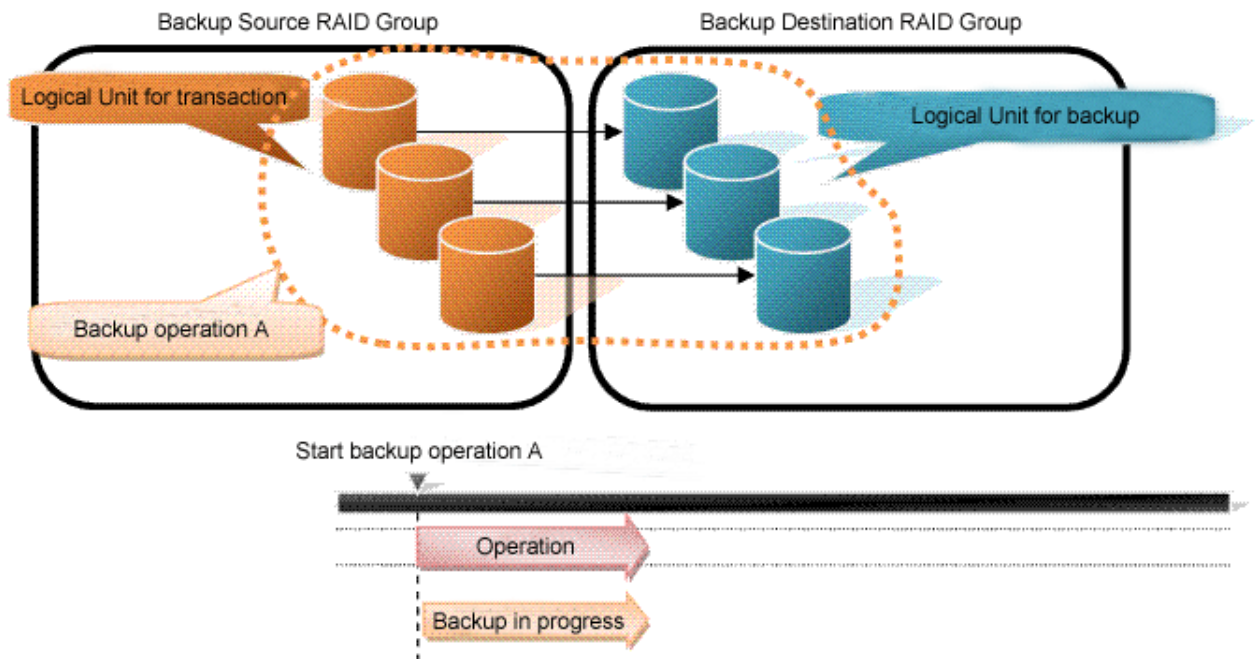 Backup Source RAID Group
Backup Destination RAID Group
Logical Unit for transaction
Logical Unit for backup
Backup operation A
Start backup operation A
Operation
Backup in progress